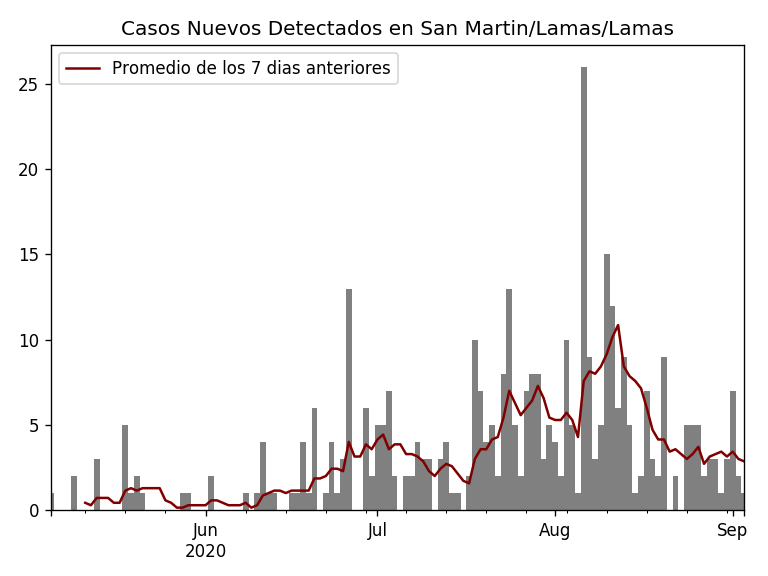 Casos Nuevos Detectados en San Martin/Lamas/Lamas
Promedio de los 7 dias anteriores
25
20
15
10
5
0
Jun
2020
Jul
Aug
Sep